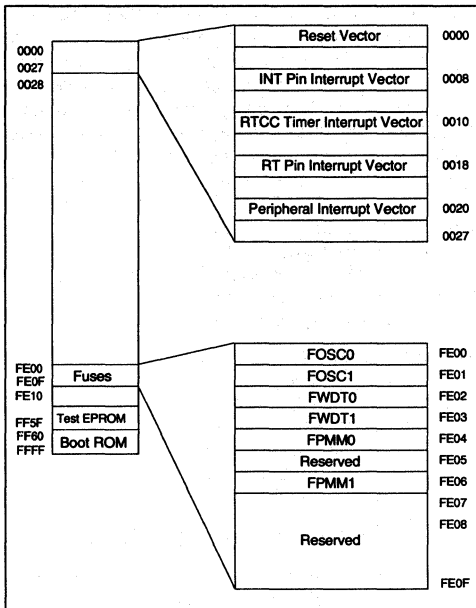 Reset Vector 0000
0000
0027
0028
INT Pin Interrupt Vector 0008
RTCC Timer Interrupt Vector 0010
RT Pin Interrupt Vector 0018
Peripheral Interrupt Vector 0020
0027
FE00
FE0F
FE10
Fuses
Test EPROM
FF5F
FF60
Boot ROM
FFFF
FOSC0 FE00
FOSC1 FE01
FWDT0 FE02
FWDT1 FE03
FPMM0 FE04
Reserved FE05
FPMM1 FE06
FE07
FE08
Reserved
FE0F